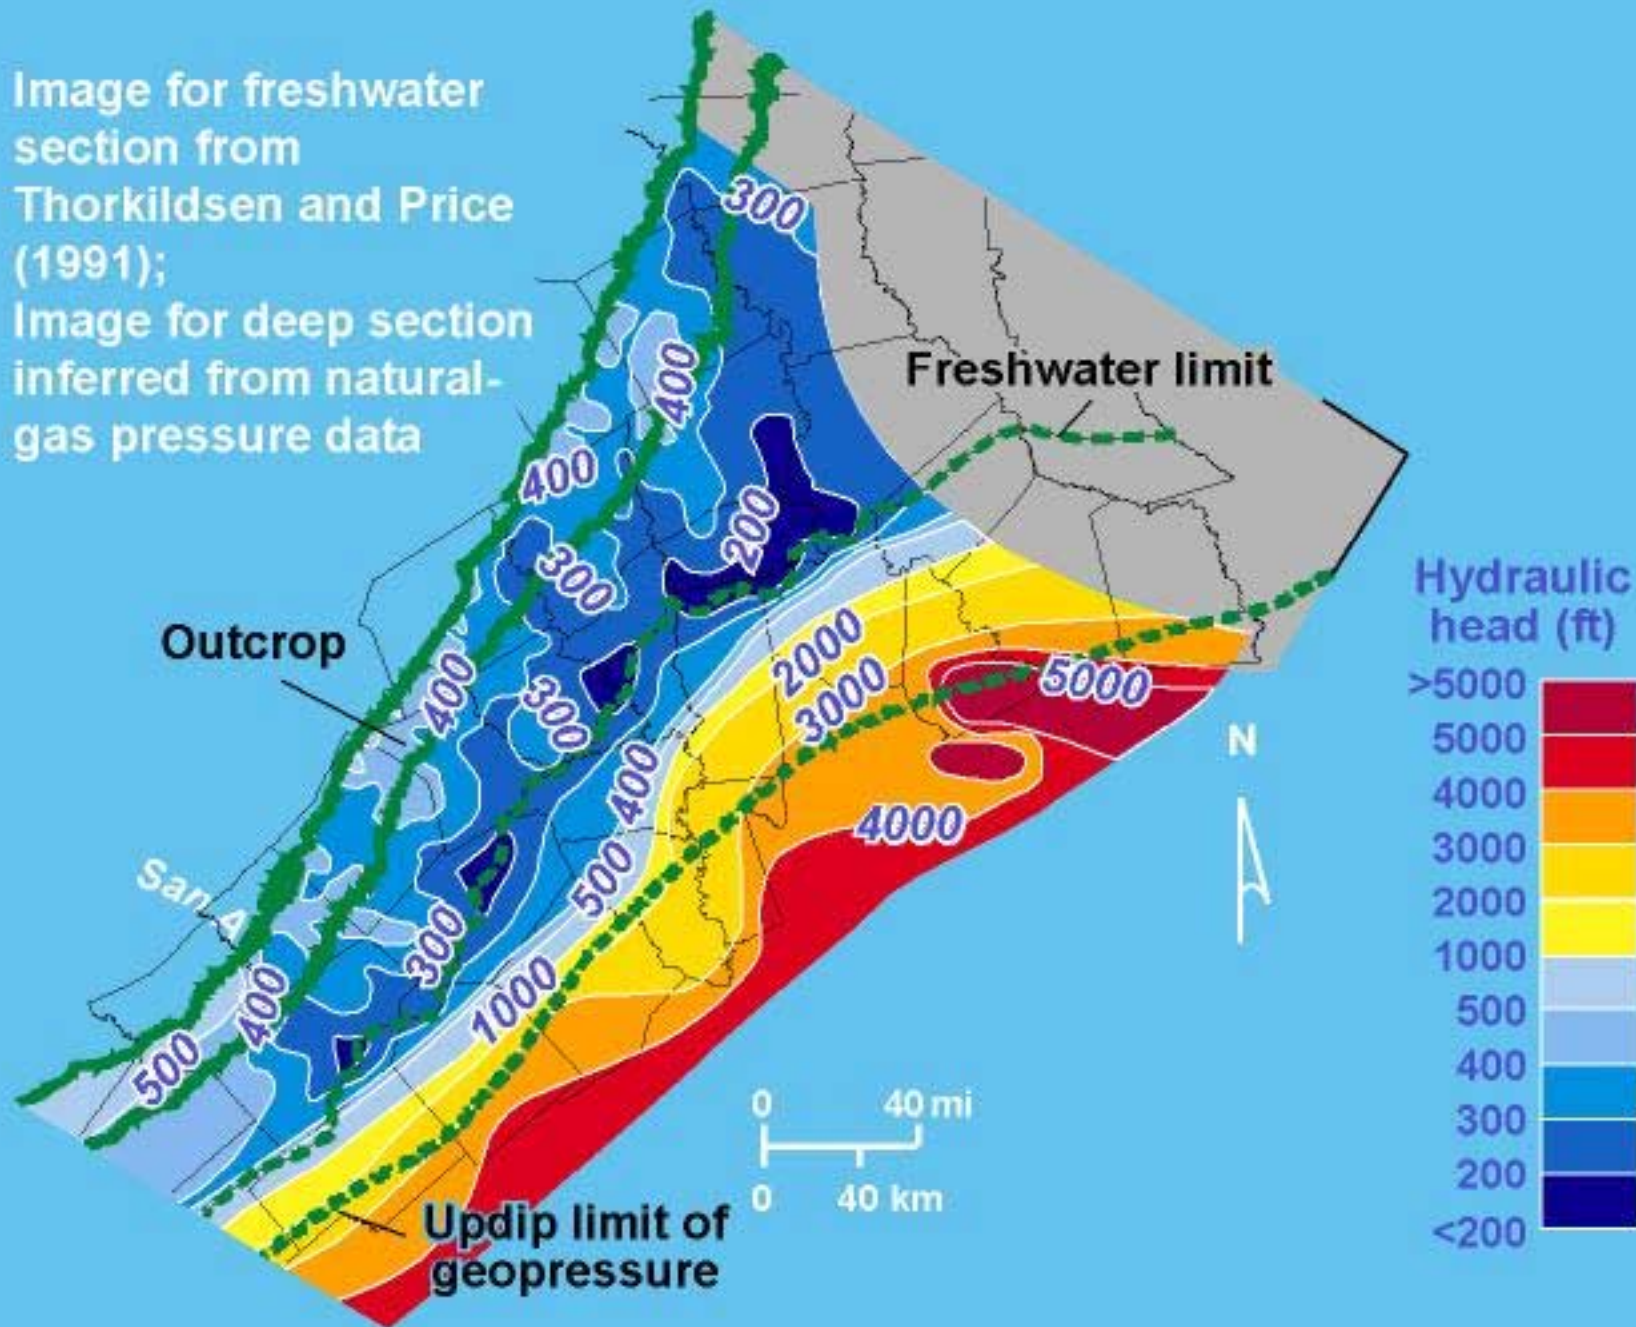 Image for freshwater
section from
Thorkildsen and Price
(1991);
Image for deep section
inferred from natural-
gas pressure data
300
400
Freshwater limit
400
200
300
Outcrop
400
300
2000
3000
5000
400
4000
500
San A
300
1000
400
500
N
Hydraulic
head (ft)
>5000
5000
4000
3000
2000
1000
500
400
300
200
<200
0 40 mi
0 40 km
Updip limit of
geopressure